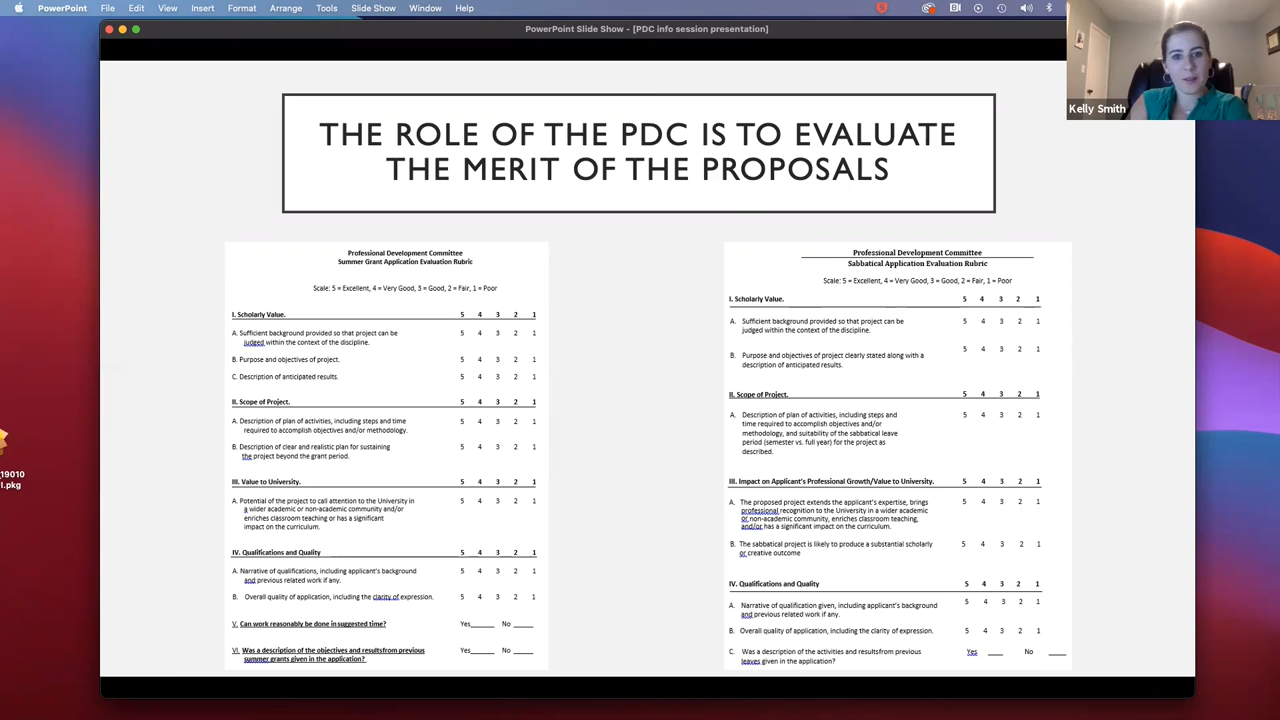 PowerPoint File Edit View Insert Format Arrange Tools Slide Show Window Help
PowerPoint Slide Show - [PDC info session presentation]
Kelly Smith
THE ROLE OF THE PDC IS TO EVALUATE
THE MERIT OF THE PROPOSALS
Professional Development Committee
Summer Grant Application Evaluation Rubric
Scale: 5 = Excellent, 4 = Very Good, 3 = Good, 2 = Fair, 1 = Poor
I. Scholarly Value. 5 4 3 2 1
A. Sufficient background provided so that project can be 5 4 3 2 1
judged within the context of the discipline.
B. Purpose and objectives of project. 5 4 3 2 1
C. Description of anticipated results. 5 4 3 2 1
II. Scope of Project. 5 4 3 2 1
A. Description of plan of activities, including steps and time 5 4 3 2 1
required to accomplish objectives and/or methodology.
B. Description of clear and realistic plan for sustaining 5 4 3 2 1
the project beyond the grant period.
III. Value to University. 5 4 3 2 1
A. Potential of the project to call attention to the University in 5 4 3 2 1
a wider academic or non-academic community and/or
enriches classroom teaching or has a significant
impact on the curriculum.
IV. Qualifications and Quality 5 4 3 2 1
A. Narrative of qualifications, including applicant's background 5 4 3 2 1
and previous related work if any.
B. Overall quality of application, including the clarity of expression. 5 4 3 2 1
V. Can work reasonably be done in suggested time? Yes______ No _____
VI. Was a description of the objectives and resultsfrom previous Yes______ No _____
summer grants given in the application?
Professional Development Committee
Sabbatical Application Evaluation Rubric
Scale: 5 = Excellent, 4 = Very Good, 3 = Good, 2 = Fair, 1 = Poor
I. Scholarly Value. 5 4 3 2 1
A. Sufficient background provided so that project can be 5 4 3 2 1
judged within the context of the discipline.
5 4 3 2 1
B. Purpose and objectives of project clearly stated along with a
description of anticipated results.
II. Scope of Project. 5 4 3 2 1
A. Description of plan of activities, including steps and 5 4 3 2 1
time required to accomplish objectives and/or
methodology, and suitability of the sabbatical leave
period (semester vs. full year) for the project as
described.
III. Impact on Applicant's Professional Growth/Value to University. 5 4 3 2 1
A. The proposed project extends the applicant's expertise, brings 5 4 3 2 1
professional recognition to the University in a wider academic
or non-academic community, enriches classroom teaching,
and/or has a significant impact on the curriculum.
B. The sabbatical project is likely to produce a substantial scholarly 5 4 3 2 1
or creative outcome
IV. Qualifications and Quality 5 4 3 2 1
A. Narrative of qualification given, including applicant's background 5 4 3 2 1
and previous related work if any.
B. Overall quality of application, including the clarity of expression. 5 4 3 2 1
C. Was a description of the activities and resultsfrom previous Yes ____ No ____
leaves given in the application?
19010
l.pkg